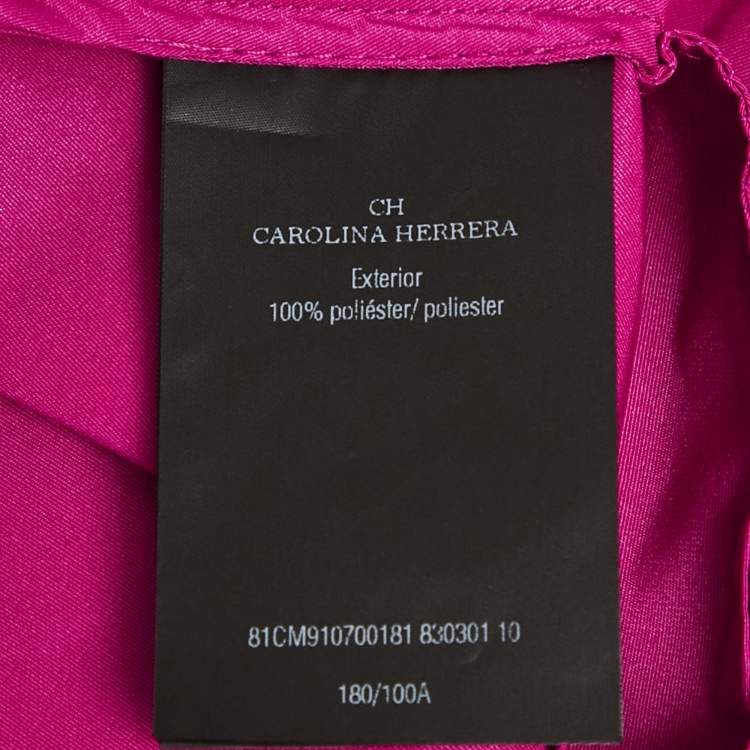 CH
CAROLINA HERRERA
Exterior
100% poliéster/ poliester
81CM910700181 830301 10
180/100A